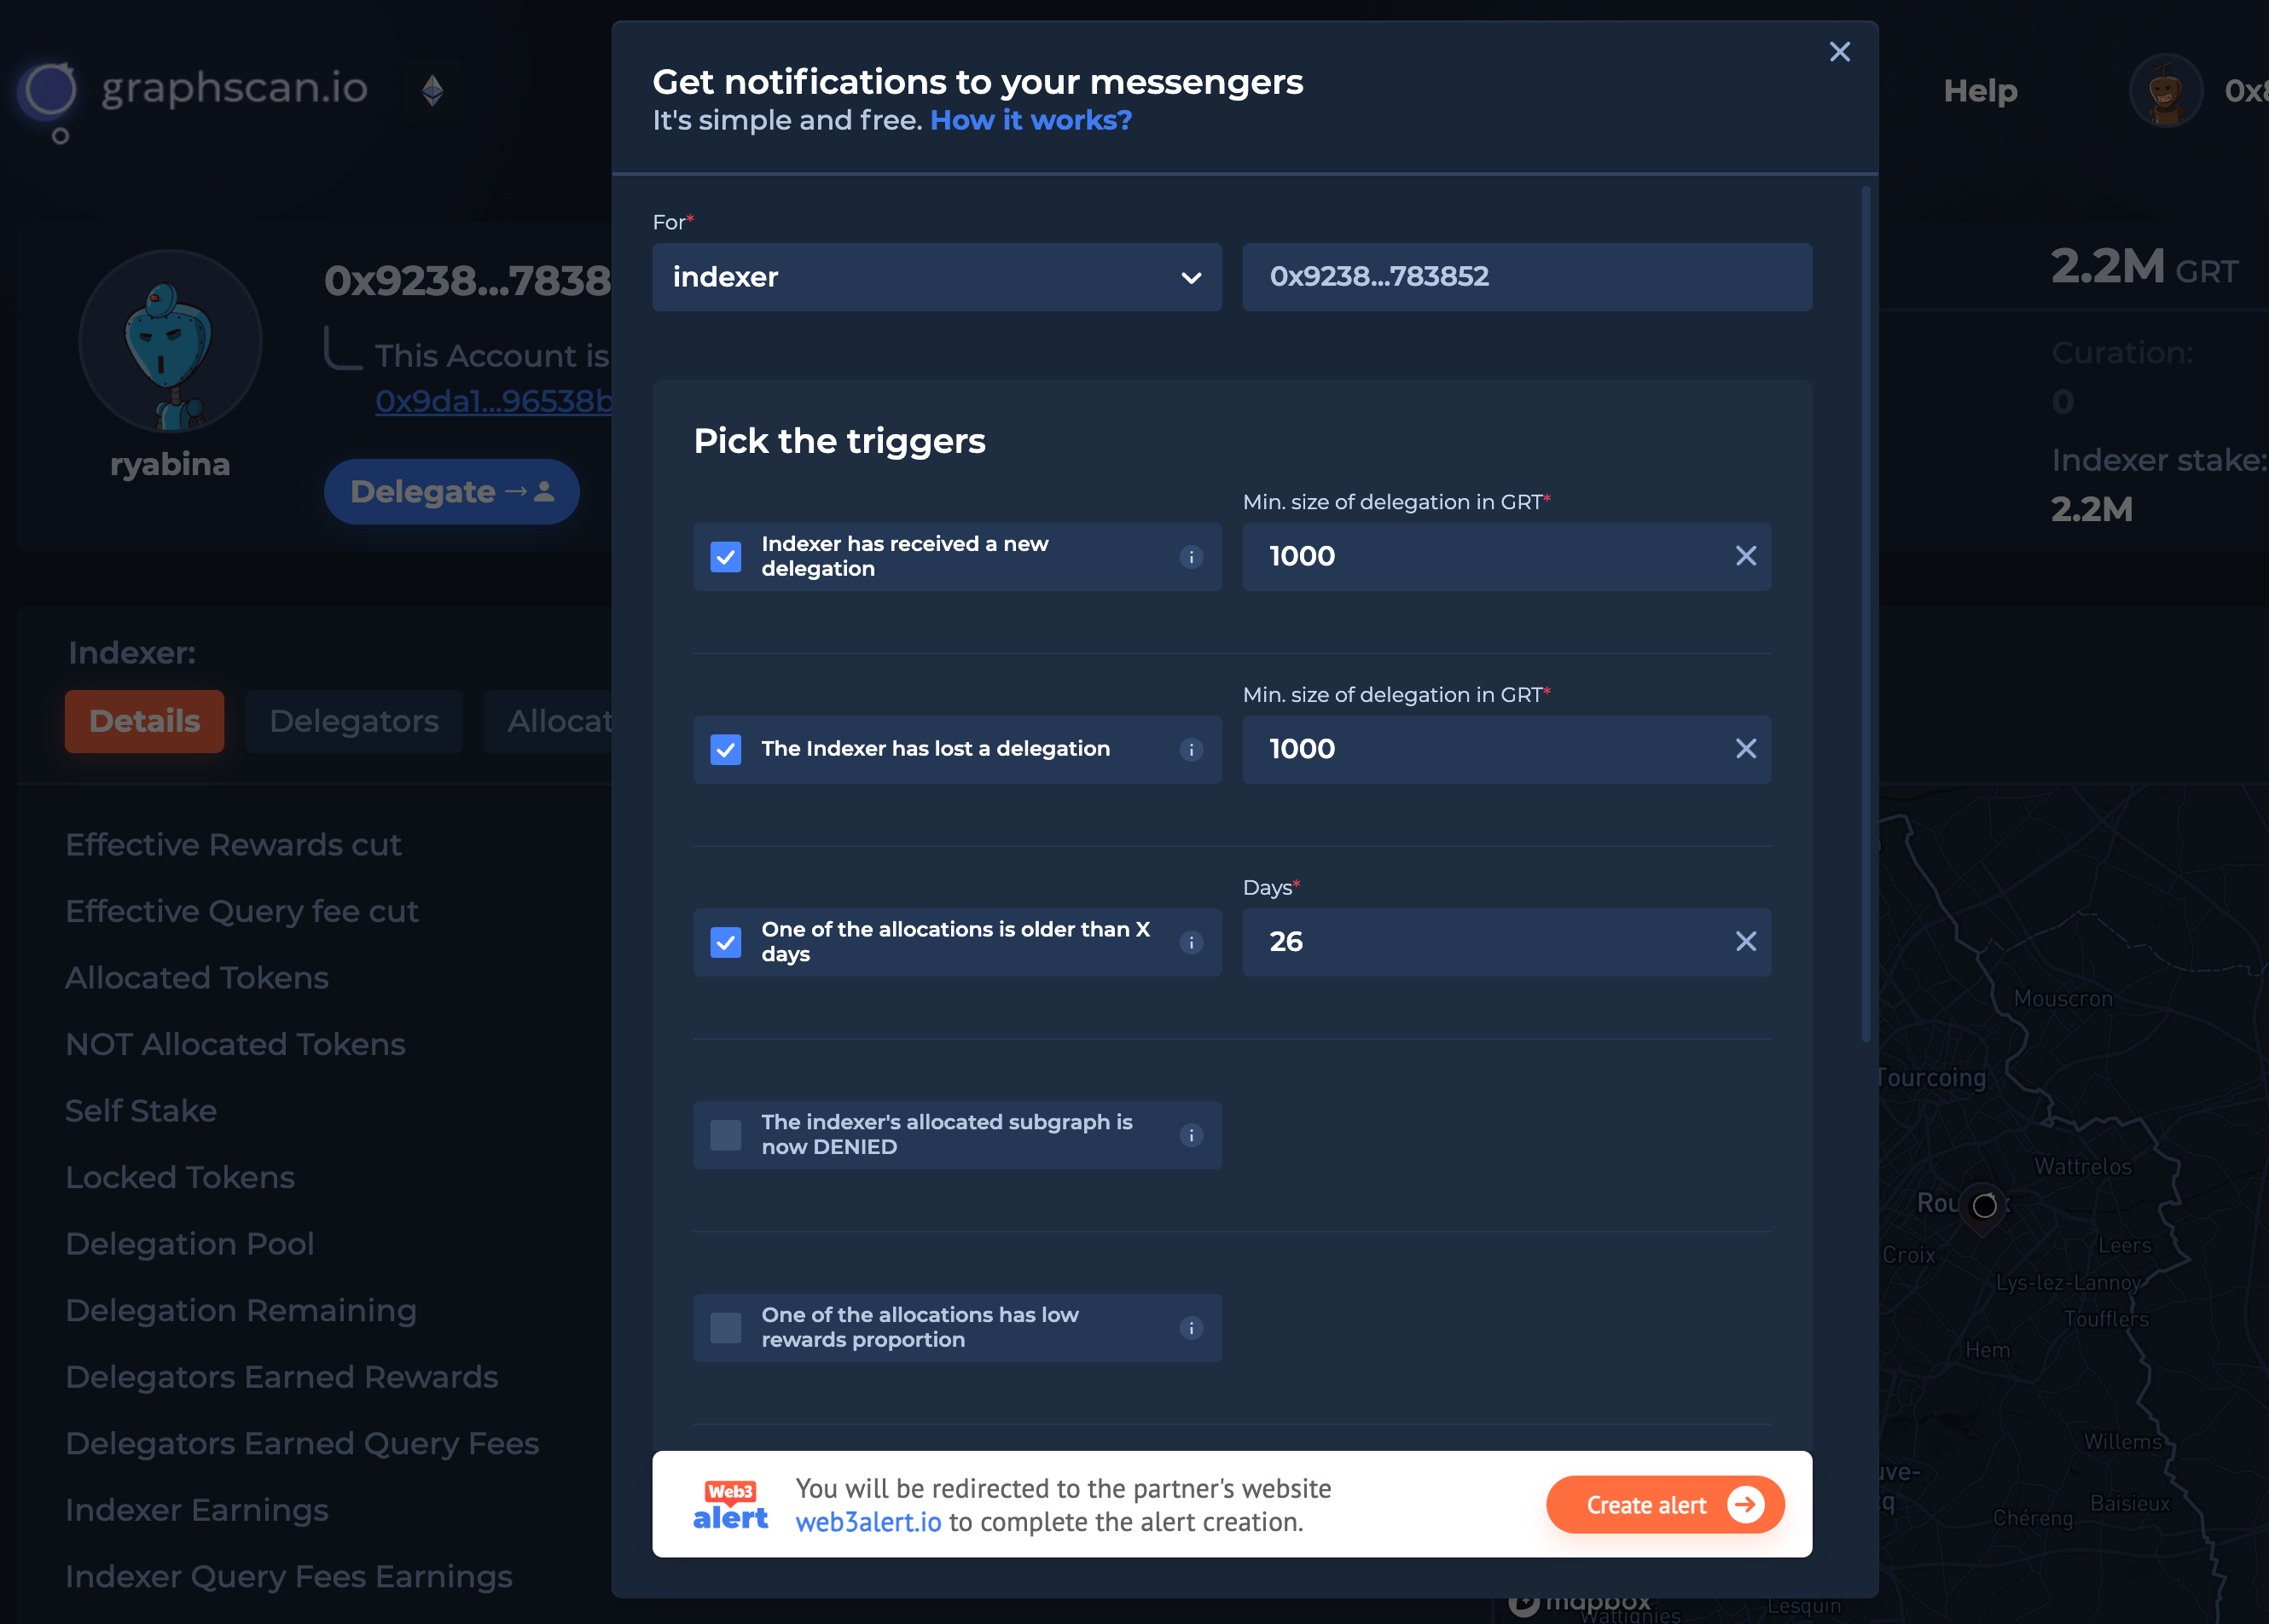 graphscan.io
Help
0x8
0x9238...7838
This Account is
0x9da1...96538b
ryabina
Delegate
2.2M GRT
Curation:
0
Indexer stake:
2.2M
Indexer:
Details
Delegators
Allocat
Effective Rewards cut
Effective Query fee cut
Allocated Tokens
NOT Allocated Tokens
Self Stake
Locked Tokens
Delegation Pool
Delegation Remaining
Delegators Earned Rewards
Delegators Earned Query Fees
Indexer Earnings
Indexer Query Fees Earnings
Get notifications to your messengers
It's simple and free. How it works?
For*
indexer
0x9238...783852
Pick the triggers
Min. size of delegation in GRT*
Indexer has received a new
delegation
1000
Min. size of delegation in GRT*
The Indexer has lost a delegation
1000
Days*
One of the allocations is older than X
days
26
The indexer's allocated subgraph is
now DENIED
One of the allocations has low
rewards proportion
Web3
alert
You will be redirected to the partner's website
web3alert.io to complete the alert creation.
Create alert
Mouscron
Tourcoing
Wattrelos
Rou
Croix
Leers
Lys-lez-Lannoy
Toufflers
Hem
Willems
Baisieux
Chéreng
mapbox
Wattignies
Lesquin